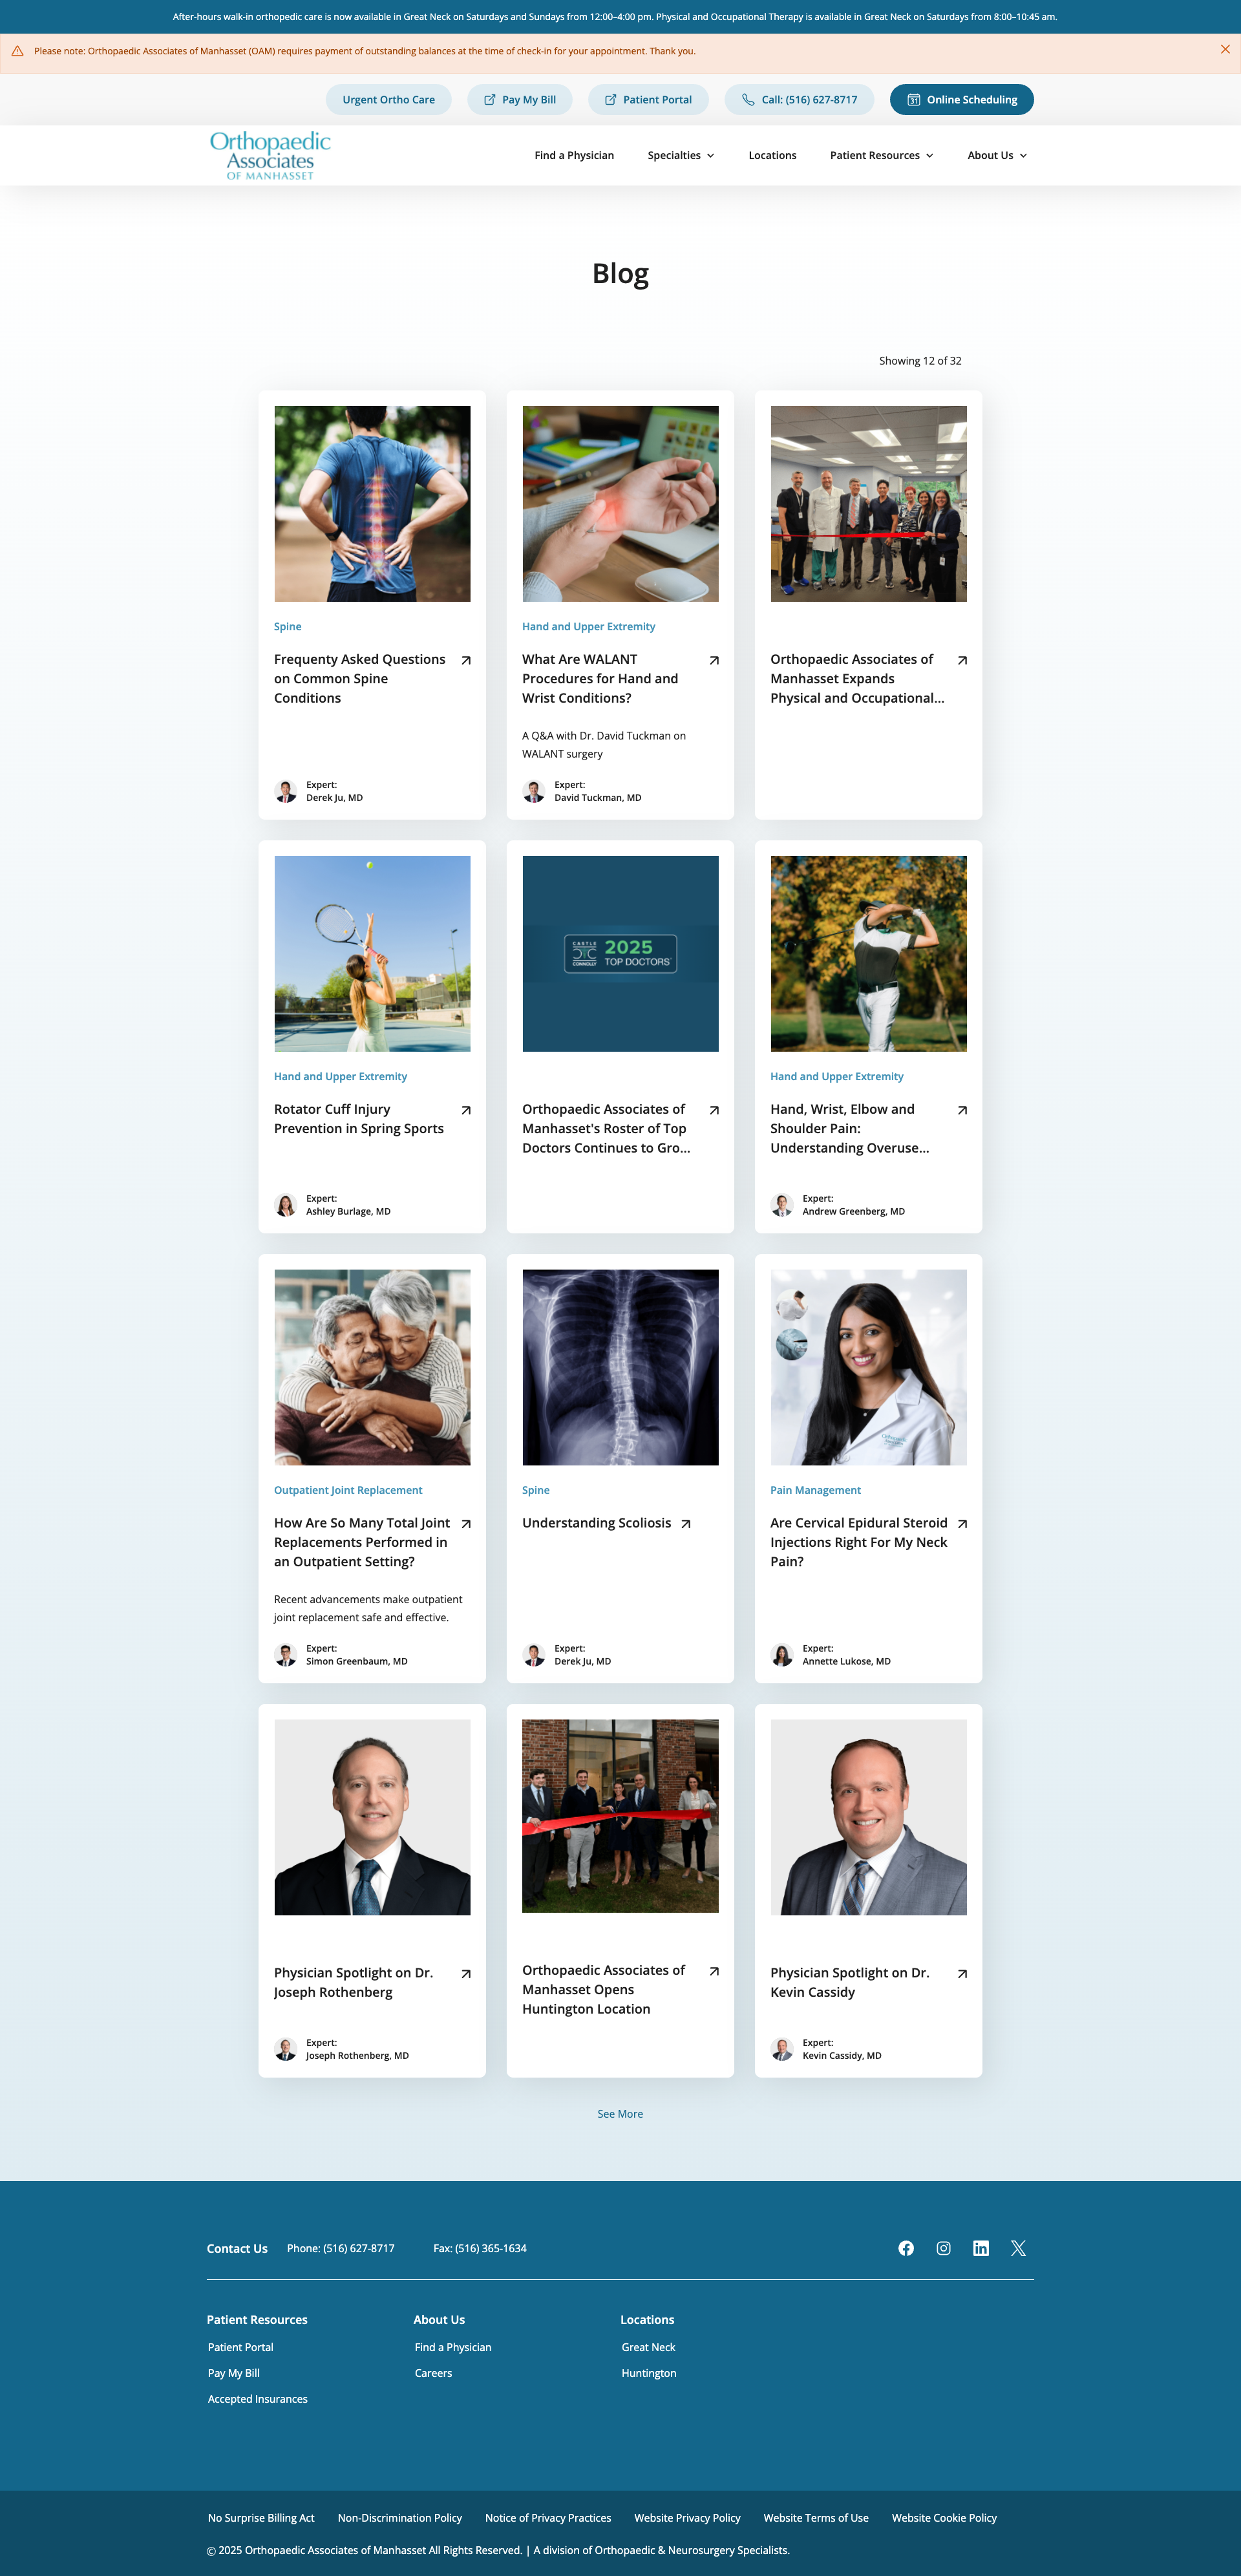 After-hours walk-in orthopedic care is now available in Great Neck on Saturdays and Sundays from 12:00–4:00 pm. Physical and Occupational Therapy is available in Great Neck on Saturdays from 8:00–10:45 am.
Please note: Orthopaedic Associates of Manhasset (OAM) requires payment of outstanding balances at the time of check-in for your appointment. Thank you.
Urgent Ortho Care
Pay My Bill
Patient Portal
Call: (516) 627-8717
31
Online Scheduling
Orthopaedic
Associates
OF MANHASSET
Find a Physician
Specialties
Locations
Patient Resources
About Us
Blog
Showing 12 of 32
Spine
Frequenty Asked Questions
on Common Spine
Conditions
Expert:
Derek Ju, MD
Hand and Upper Extremity
What Are WALANT
Procedures for Hand and
Wrist Conditions?
A Q&A with Dr. David Tuckman on
WALANT surgery
Expert:
David Tuckman, MD
Orthopaedic Associates of
Manhasset Expands
Physical and Occupational...
Hand and Upper Extremity
Rotator Cuff Injury
Prevention in Spring Sports
Expert:
Ashley Burlage, MD
CASTLE
CONNOLLY
2025
TOP DOCTORS
Orthopaedic Associates of
Manhasset's Roster of Top
Doctors Continues to Gro...
Hand and Upper Extremity
Hand, Wrist, Elbow and
Shoulder Pain:
Understanding Overuse...
Expert:
Andrew Greenberg, MD
Outpatient Joint Replacement
How Are So Many Total Joint
Replacements Performed in
an Outpatient Setting?
Recent advancements make outpatient
joint replacement safe and effective.
Expert:
Simon Greenbaum, MD
Spine
Understanding Scoliosis
Expert:
Derek Ju, MD
Orthopaedic
Pain Management
Are Cervical Epidural Steroid
Injections Right For My Neck
Pain?
Expert:
Annette Lukose, MD
Physician Spotlight on Dr.
Joseph Rothenberg
Expert:
Joseph Rothenberg, MD
Orthopaedic Associates of
Manhasset Opens
Huntington Location
Physician Spotlight on Dr.
Kevin Cassidy
Expert:
Kevin Cassidy, MD
See More
Contact Us
Phone: (516) 627-8717
Fax: (516) 365-1634
Patient Resources
Patient Portal
Pay My Bill
Accepted Insurances
About Us
Find a Physician
Careers
Locations
Great Neck
Huntington
No Surprise Billing Act
Non-Discrimination Policy
Notice of Privacy Practices
Website Privacy Policy
Website Terms of Use
Website Cookie Policy
© 2025 Orthopaedic Associates of Manhasset All Rights Reserved. | A division of Orthopaedic & Neurosurgery Specialists.